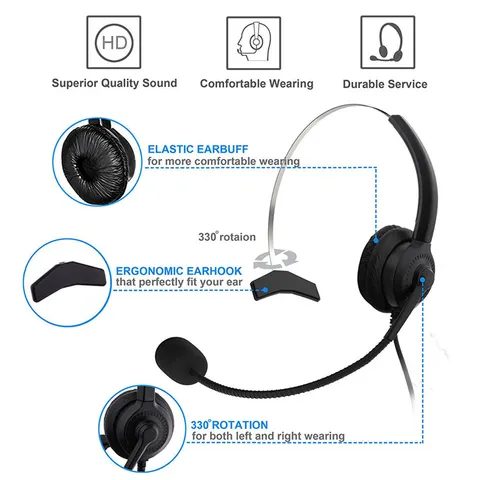 HD
Superior Quality Sound
Comfortable Wearing
Durable Service
ELASTIC EARBUFF
for more comfortable wearing
330° rotaion
ERGONOMIC EARHOOK
that perfectly fit your ear
330°ROTATION
for both left and right wearing